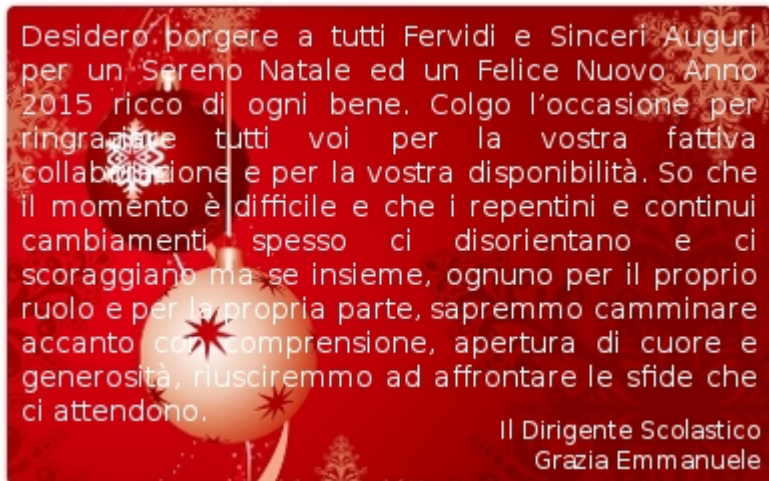 Desidero porgere a tutti Fervidi e Sinceri Auguri
per un Sereno Natale ed un Felice Nuovo Anno
2015 ricco di ogni bene. Colgo l'occasione per
ringraziare tutti voi per la vostra fattiva
collaborazione e per la vostra disponibilità. So che
il momento è difficile e che i repentini e continui
cambiamenti spesso ci disorientano e ci
scoraggiano ma se insieme, ognuno per il proprio
ruolo e per la propria parte, sapremmo camminare
accanto con comprensione, apertura di cuore e
generosità, riusciremmo ad affrontare le sfide che
ci attendono.
Il Dirigente Scolastico
Grazia Emmanuele